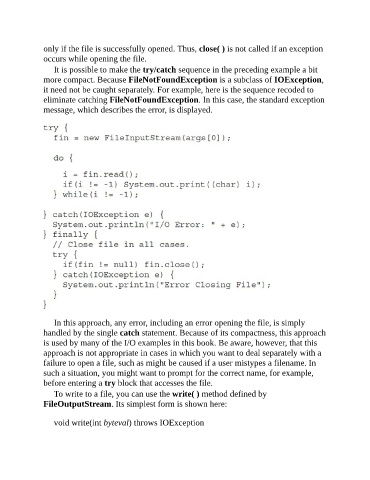 only if the file is successfully opened. Thus, close( ) is not called if an exception
occurs while opening the file.
It is possible to make the try/catch sequence in the preceding example a bit
more compact. Because FileNotFoundException is a subclass of IOException,
it need not be caught separately. For example, here is the sequence recoded to
eliminate catching FileNotFoundException. In this case, the standard exception
message, which describes the error, is displayed.
try {
fin = new FileInputStream(args[0]);
do {
i = fin.read();
if(i != -1) System.out.print((char) i);
} while(i != -1);
} catch(IOException e) {
System.out.println("I/O Error: " + e);
} finally {
// Close file in all cases.
try {
if(fin != null) fin.close();
} catch(IOException e) {
System.out.println("Error Closing File");
}
}
In this approach, any error, including an error opening the file, is simply
handled by the single catch statement. Because of its compactness, this approach
is used by many of the I/O examples in this book. Be aware, however, that this
approach is not appropriate in cases in which you want to deal separately with a
failure to open a file, such as might be caused if a user mistypes a filename. In
such a situation, you might want to prompt for the correct name, for example,
before entering a try block that accesses the file.
To write to a file, you can use the write( ) method defined by
FileOutputStream. Its simplest form is shown here:
void write(int byteval) throws IOException